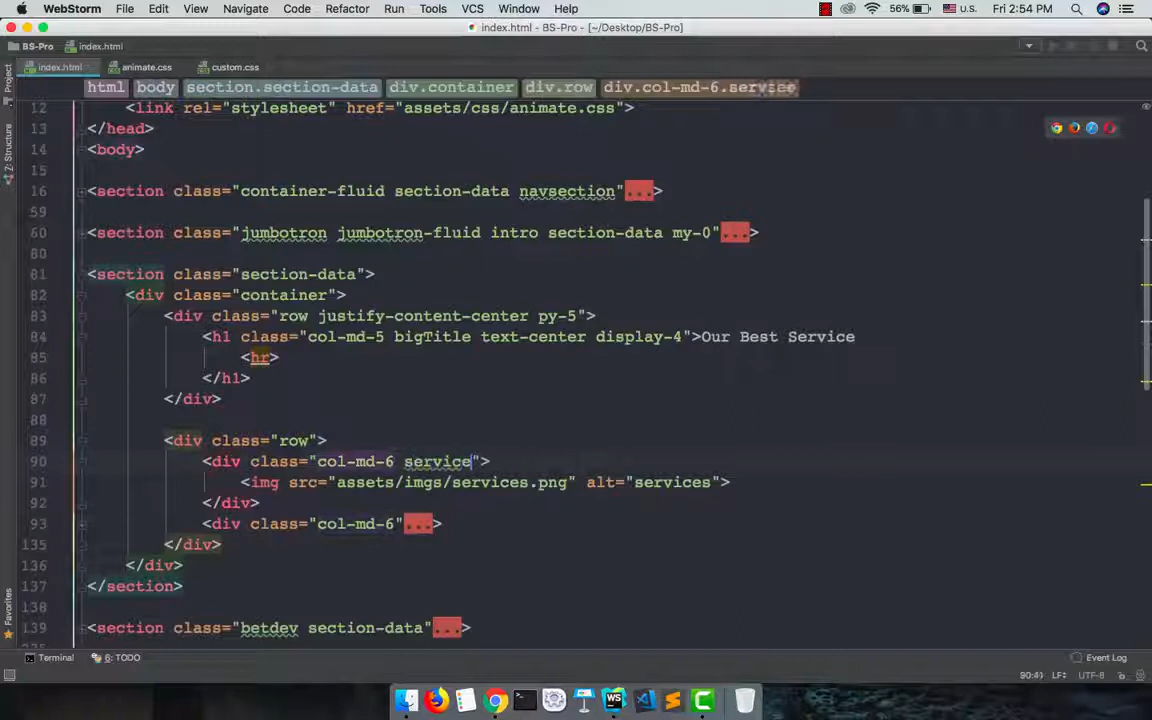 WebStorm File Edit View Navigate Code Refactor Run Tools VCS Window Help 56% U.S. Fri 2:54 PM
index.html - BS-Pro - [~/Desktop/BS-Pro]
BS-Pro index.html
index.html animate.css custom.css
html body section.section-data div.container div.row div.col-md-6.service
12 <link rel="stylesheet" href="assets/css/animate.css">
13 </head>
14 <body>
15
16 <section class="container-fluid section-data navsection"...>
59
60 <section class="jumbotron jumbotron-fluid intro section-data my-0"...>
80
81 <section class="section-data">
82 <div class="container">
83 <div class="row justify-content-center py-5">
84 <h1 class="col-md-5 bigTitle text-center display-4">Our Best Service
85 <hr>
86 </h1>
87 </div>
88
89 <div class="row">
90 <div class="col-md-6 service">
91 <img src="assets/imgs/services.png" alt="services">
92 </div>
93 <div class="col-md-6"...>
135 </div>
136 </div>
137 </section>
138
139 <section class="betdev section-data"...>
Project
Z: Structure
Favorites
Terminal 6: TODO Event Log
90:41 LF÷ UTF-8
WS